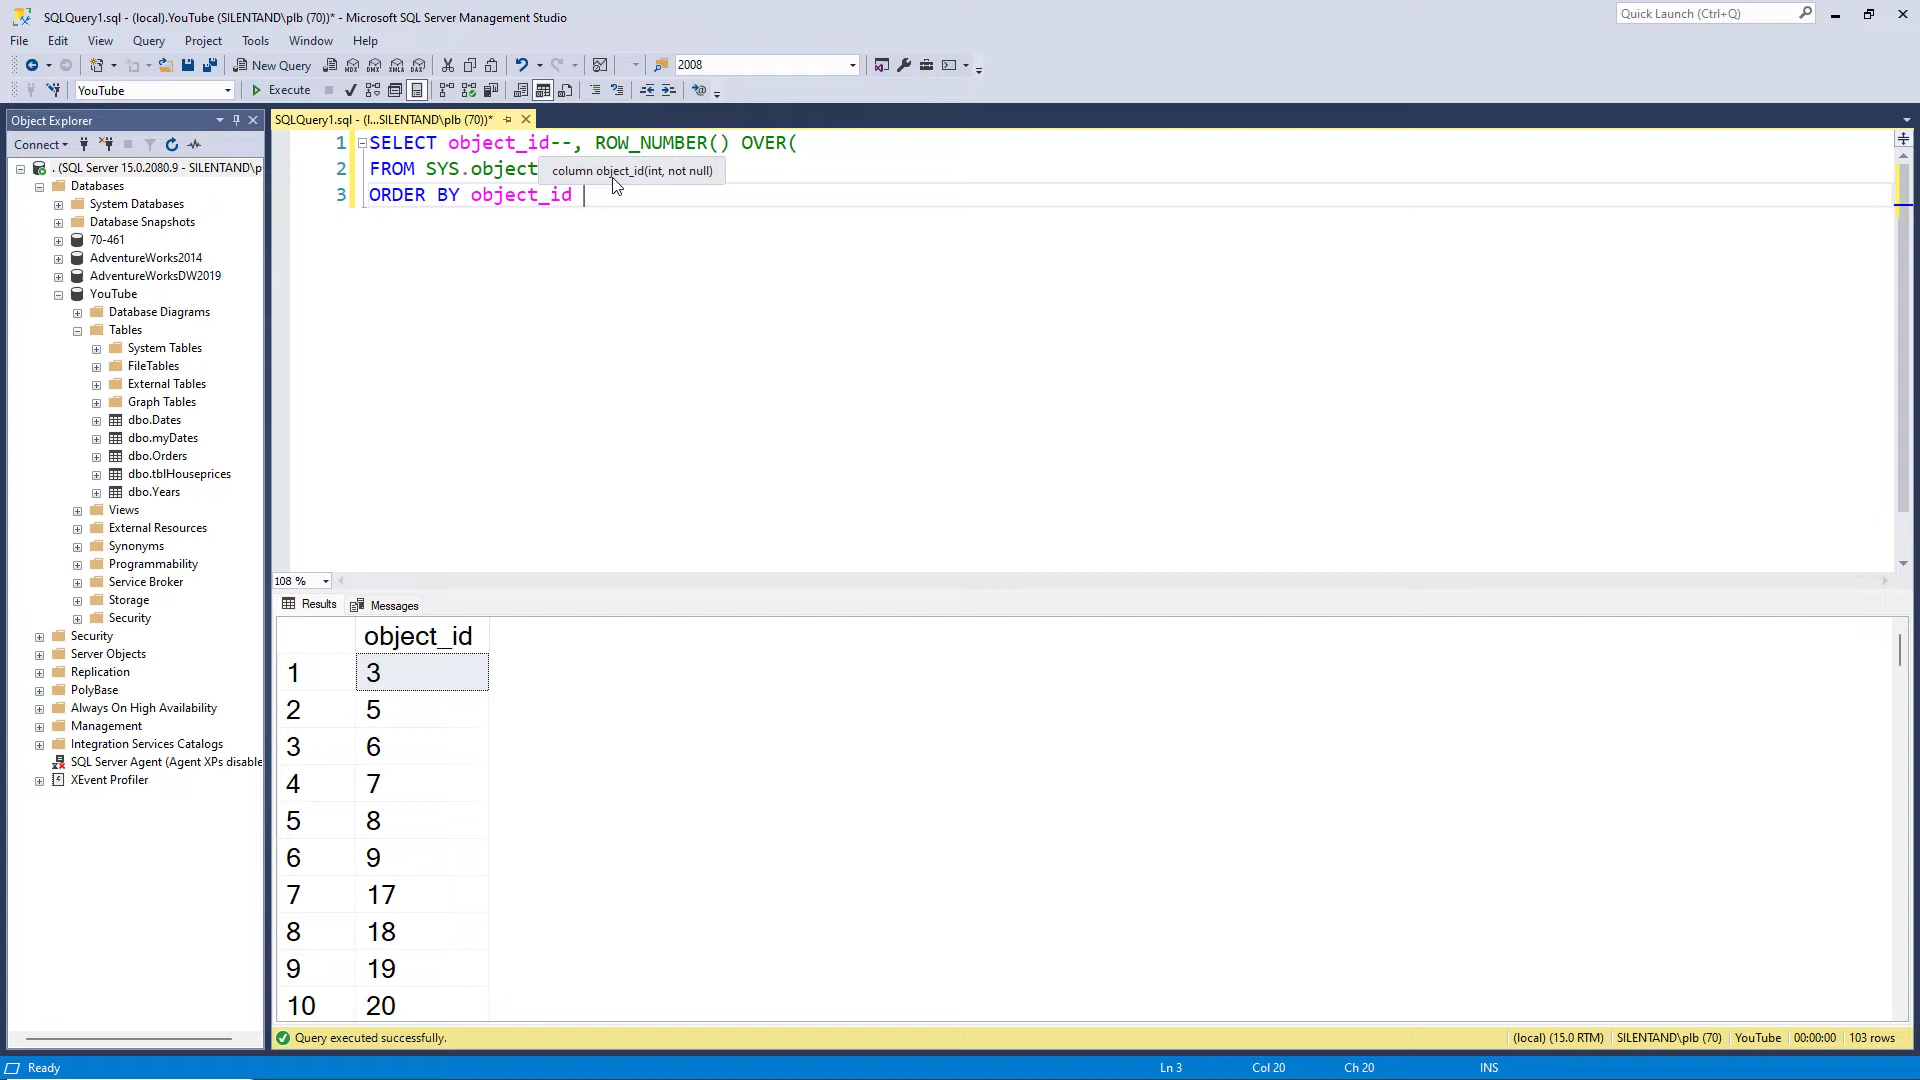 SQLQuery1.sql - (local).YouTube (SILENTAND\plb (70))* - Microsoft SQL Server Management Studio
Quick Launch (Ctrl+Q)
File Edit View Query Project Tools Window Help
New Query
MDX DMX XMLA DAX
2008
YouTube
Execute
Object Explorer
SQLQuery1.sql - (l...SILENTAND\plb (70))*
Connect
1 SELECT object_id--, ROW_NUMBER() OVER(
2 FROM SYS.object
column object_id(int, not null)
3 ORDER BY object_id
. (SQL Server 15.0.2080.9 - SILENTAND\p
Databases
System Databases
Database Snapshots
70-461
AdventureWorks2014
AdventureWorksDW2019
YouTube
Database Diagrams
Tables
System Tables
FileTables
External Tables
Graph Tables
dbo.Dates
dbo.myDates
dbo.Orders
dbo.tblHouseprices
dbo.Years
Views
External Resources
Synonyms
Programmability
Service Broker
Storage
Security
Security
Server Objects
Replication
PolyBase
Always On High Availability
Management
Integration Services Catalogs
SQL Server Agent (Agent XPs disable
XEvent Profiler
108 %
Results Messages
object_id
1 3
2 5
3 6
4 7
5 8
6 9
7 17
8 18
9 19
10 20
Query executed successfully.
(local) (15.0 RTM) SILENTAND\plb (70) YouTube 00:00:00 103 rows
Ready
Ln 3 Col 20 Ch 20 INS